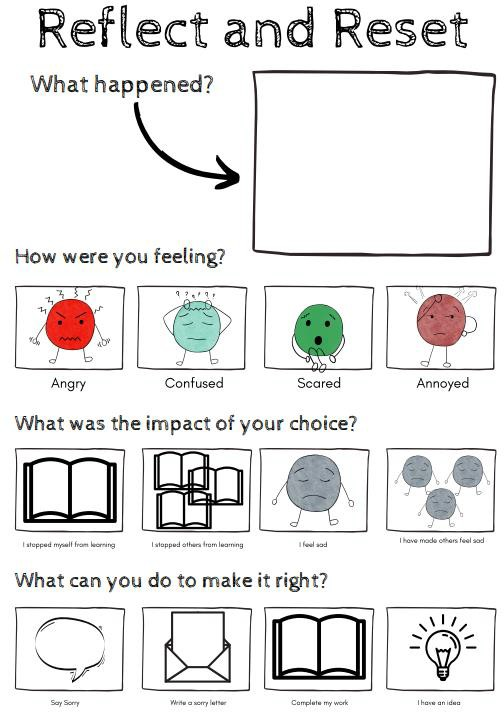 Reflect and Reset
What happened?
How were you feeling?
Angry
Confused
Scared
Annoyed
What was the impact of your choice?
I stopped myself from learning
I stopped others from learning
I feel sad
I have made others feel sad
What can you do to make it right?
Say Sorry
Write a sorry letter
Complete my work
I have an idea